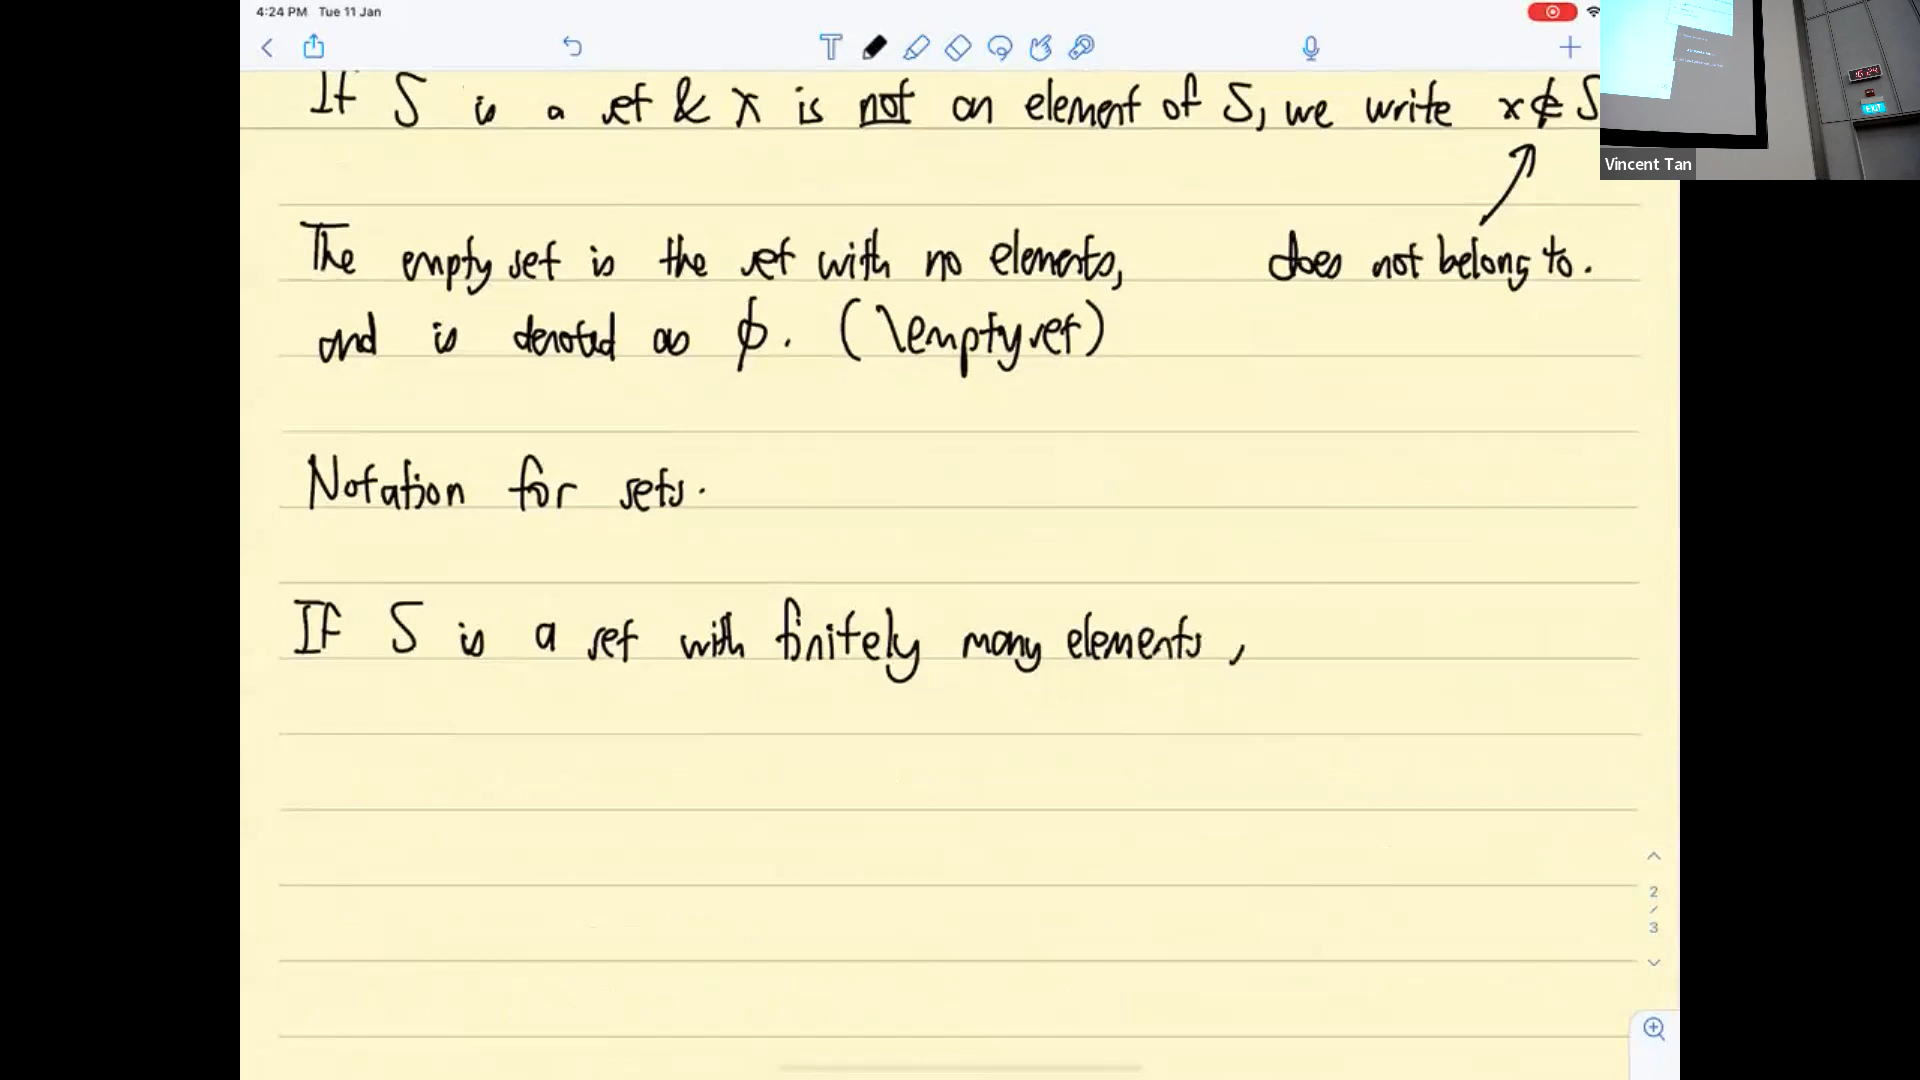 4:24 PM Tue 11 Jan
If S is a set & x is not an element of S, we write x ∉ S
Vincent Tan
EXIT
The empty set is the set with no elements,
does not belong to.
and is denoted as ϕ. (\emptyset)
Notation for sets.
If S is a set with finitely many elements,
2
/
3